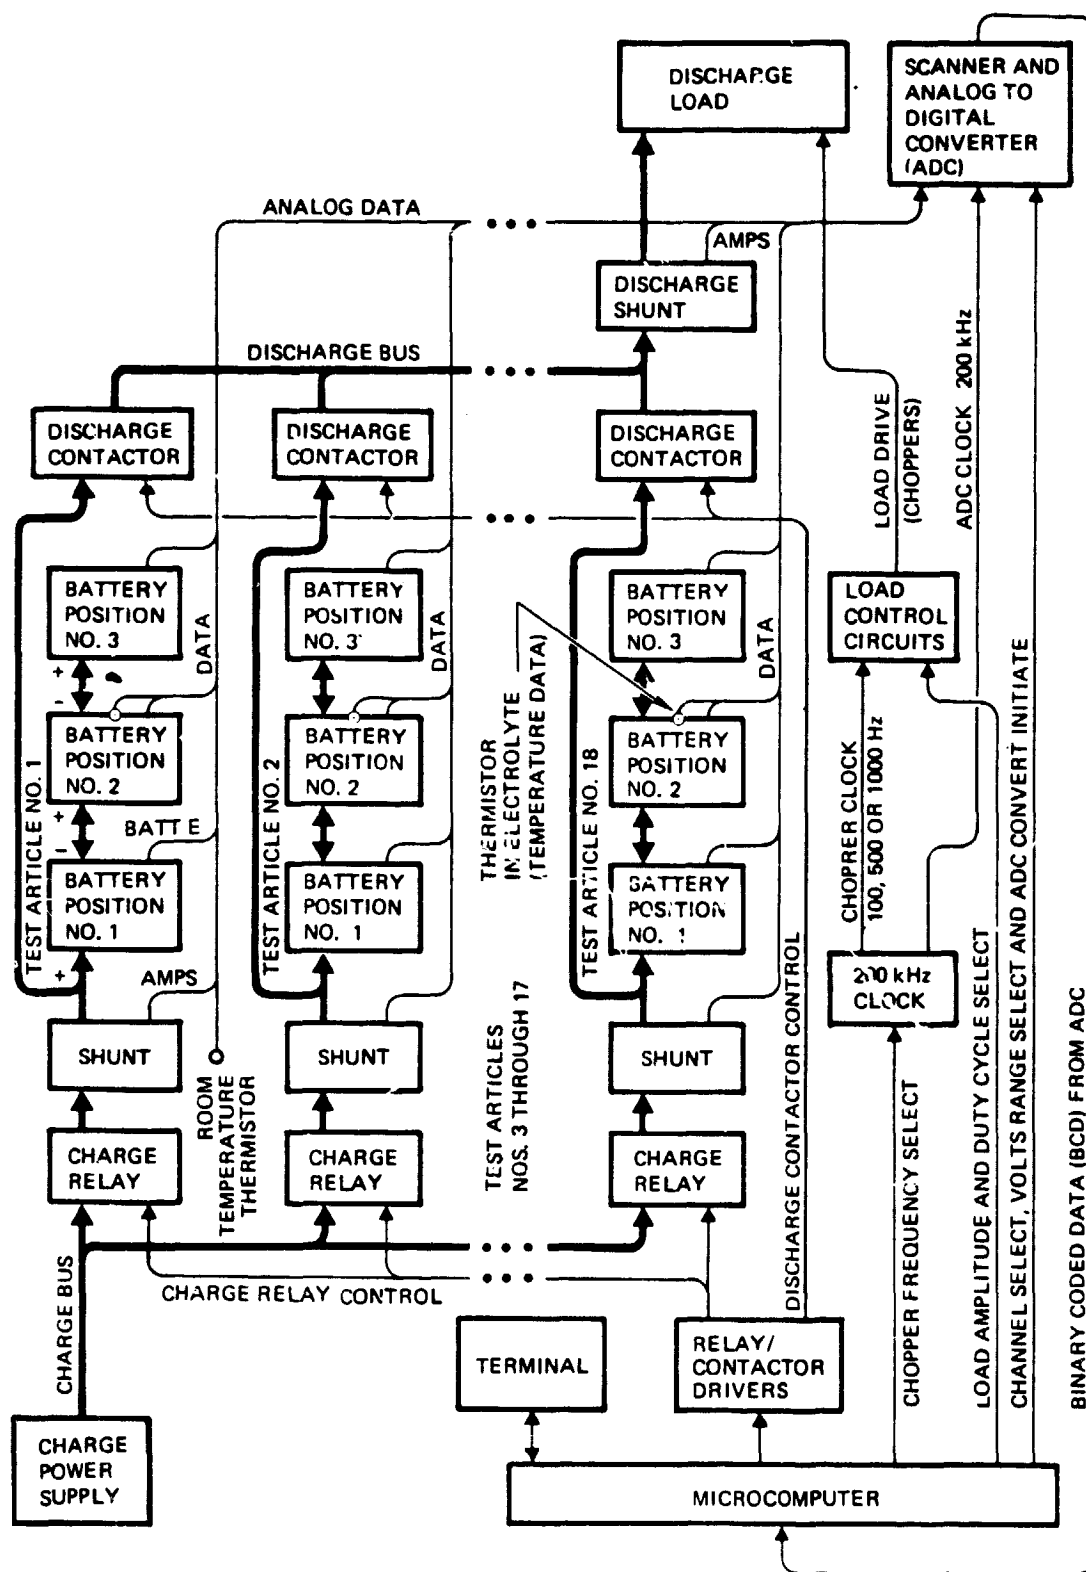 DISCHARGE
LOAD
SCANNER AND
ANALOG TO
DIGITAL
CONVERTER
(ADC)
ANALOG DATA
AMPS
DISCHARGE
SHUNT
DISCHARGE BUS
DISCHARGE
CONTACTOR
DISCHARGE
CONTACTOR
DISCHARGE
CONTACTOR
LOAD DRIVE
(CHOPPERS)
ADC CLOCK 200 kHz
BATTERY
POSITION
NO. 3
BATTERY
POSITION
NO. 3
BATTERY
POSITION
NO. 3
LOAD
CONTROL
CIRCUITS
DATA
DATA
DATA
+
-
BATTERY
POSITION
NO. 2
BATTERY
POSITION
NO. 2
BATTERY
POSITION
NO. 2
THERMISTOR
IN ELECTROLYTE
(TEMPERATURE DATA)
TEST ARTICLE NO. 1
TEST ARTICLE NO. 2
TEST ARTICLE NO. 18
+
-
BATT E
BATTERY
POSITION
NO. 1
BATTERY
POSITION
NO. 1
BATTERY
POSITION
NO. 1
CHOPPER CLOCK
100, 500 OR 1000 Hz
+
AMPS
200 kHz
CLOCK
SHUNT
SHUNT
SHUNT
ROOM
TEMPERATURE
THERMISTOR
TEST ARTICLES
NOS. 3 THROUGH 17
CHARGE
RELAY
CHARGE
RELAY
CHARGE
RELAY
DISCHARGE CONTACTOR CONTROL
CHOPPER FREQUENCY SELECT
LOAD AMPLITUDE AND DUTY CYCLE SELECT
CHANNEL SELECT, VOLTS RANGE SELECT AND ADC CONVERT INITIATE
BINARY CODED DATA (BCD) FROM ADC
CHARGE RELAY CONTROL
CHARGE BUS
TERMINAL
RELAY/
CONTACTOR
DRIVERS
CHARGE
POWER
SUPPLY
MICROCOMPUTER